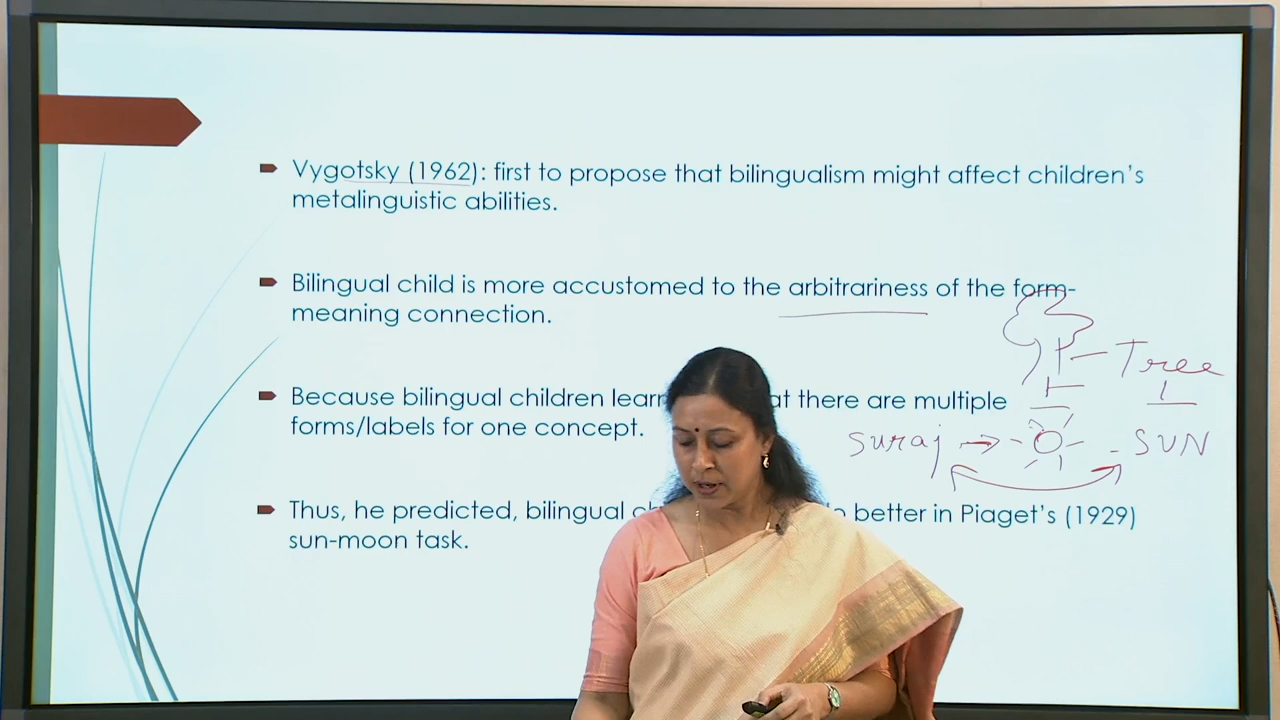 Vygotsky (1962): first to propose that bilingualism might affect children's
metalinguistic abilities.
Bilingual child is more accustomed to the arbitrariness of the form-
meaning connection.
Tree
Because bilingual children learn at there are multiple
forms/labels for one concept.
suraj SUN
Thus, he predicted, bilingual better in Piaget's (1929)
sun-moon task.